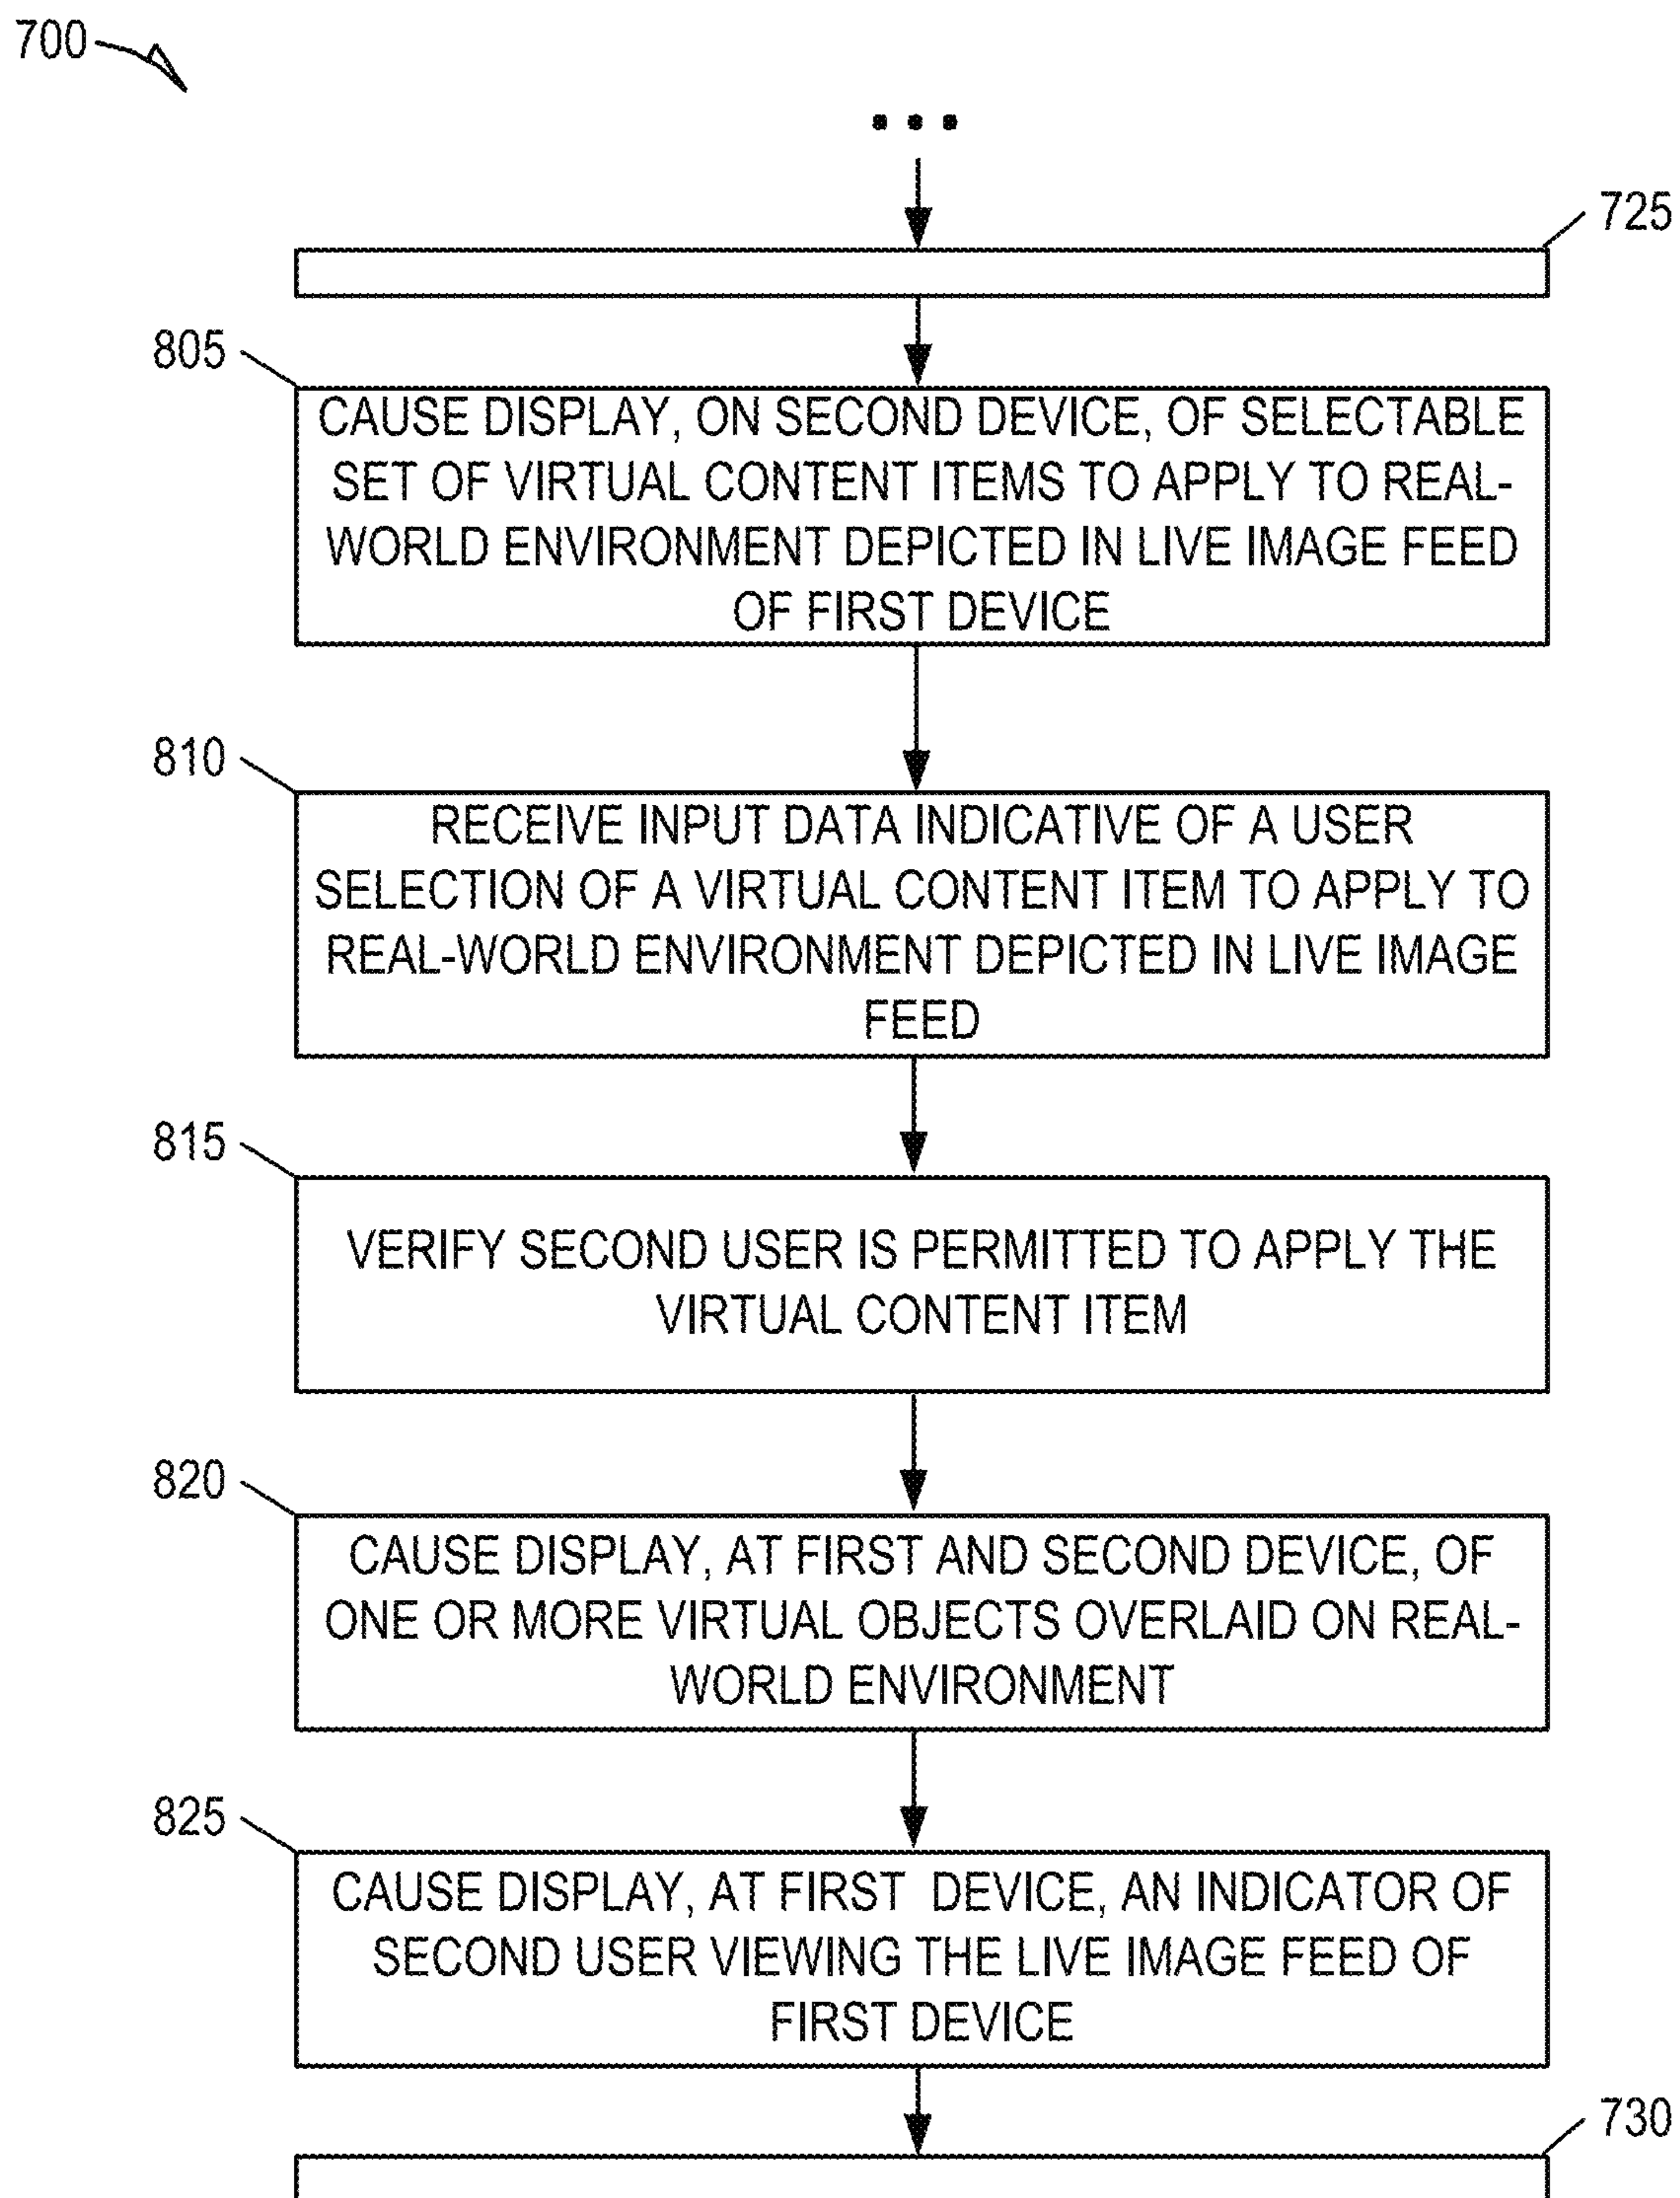 700
...
725
805
CAUSE DISPLAY, ON SECOND DEVICE, OF SELECTABLE
SET OF VIRTUAL CONTENT ITEMS TO APPLY TO REAL-
WORLD ENVIRONMENT DEPICTED IN LIVE IMAGE FEED
OF FIRST DEVICE
810
RECEIVE INPUT DATA INDICATIVE OF A USER
SELECTION OF A VIRTUAL CONTENT ITEM TO APPLY TO
REAL-WORLD ENVIRONMENT DEPICTED IN LIVE IMAGE
FEED
815
VERIFY SECOND USER IS PERMITTED TO APPLY THE
VIRTUAL CONTENT ITEM
820
CAUSE DISPLAY, AT FIRST AND SECOND DEVICE, OF
ONE OR MORE VIRTUAL OBJECTS OVERLAID ON REAL-
WORLD ENVIRONMENT
825
CAUSE DISPLAY, AT FIRST DEVICE, AN INDICATOR OF
SECOND USER VIEWING THE LIVE IMAGE FEED OF
FIRST DEVICE
730